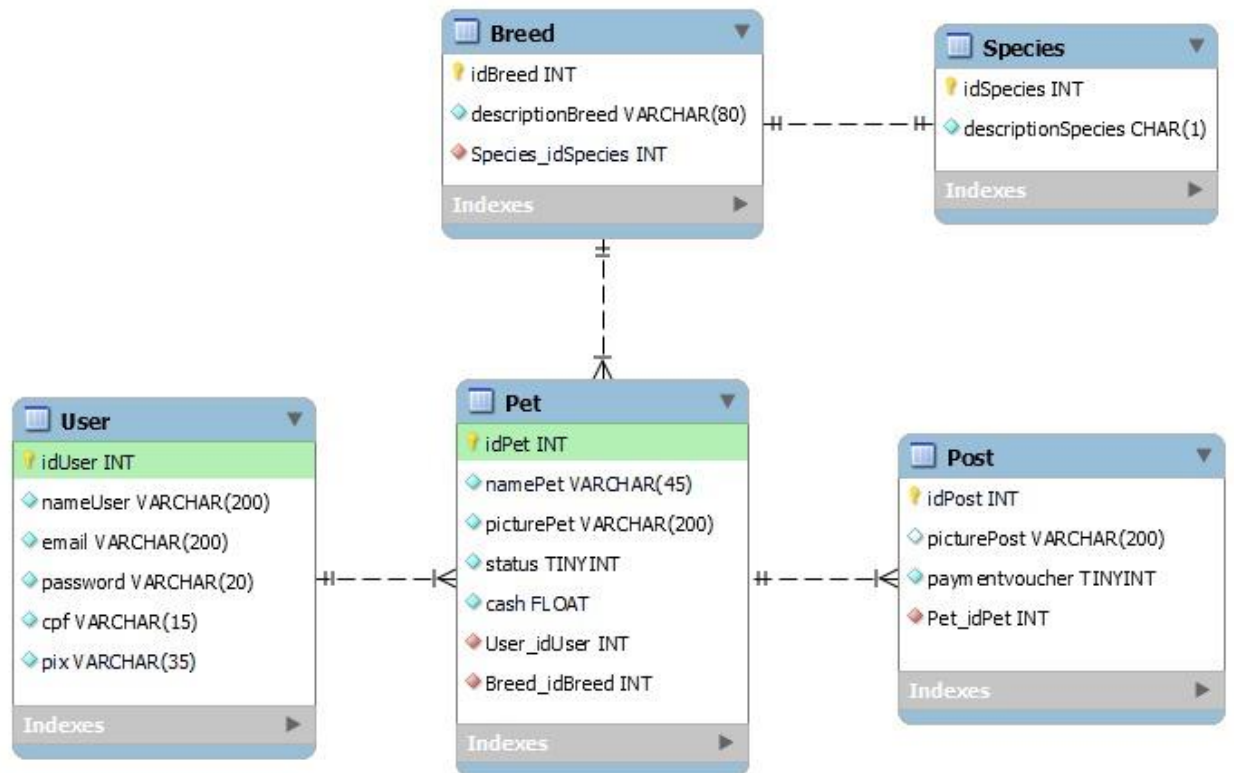 Breed
idBreed INT
descriptionBreed VARCHAR(80)
Species_idSpecies INT
Indexes
Species
idSpecies INT
descriptionSpecies CHAR(1)
Indexes
User
idUser INT
nameUser VARCHAR(200)
email VARCHAR(200)
password VARCHAR(20)
cpf VARCHAR(15)
pix VARCHAR(35)
Indexes
Pet
idPet INT
namePet VARCHAR(45)
picturePet VARCHAR(200)
status TINYINT
cash FLOAT
User_idUser INT
Breed_idBreed INT
Indexes
Post
idPost INT
picturePost VARCHAR(200)
paymentvoucher TINYINT
Pet_idPet INT
Indexes